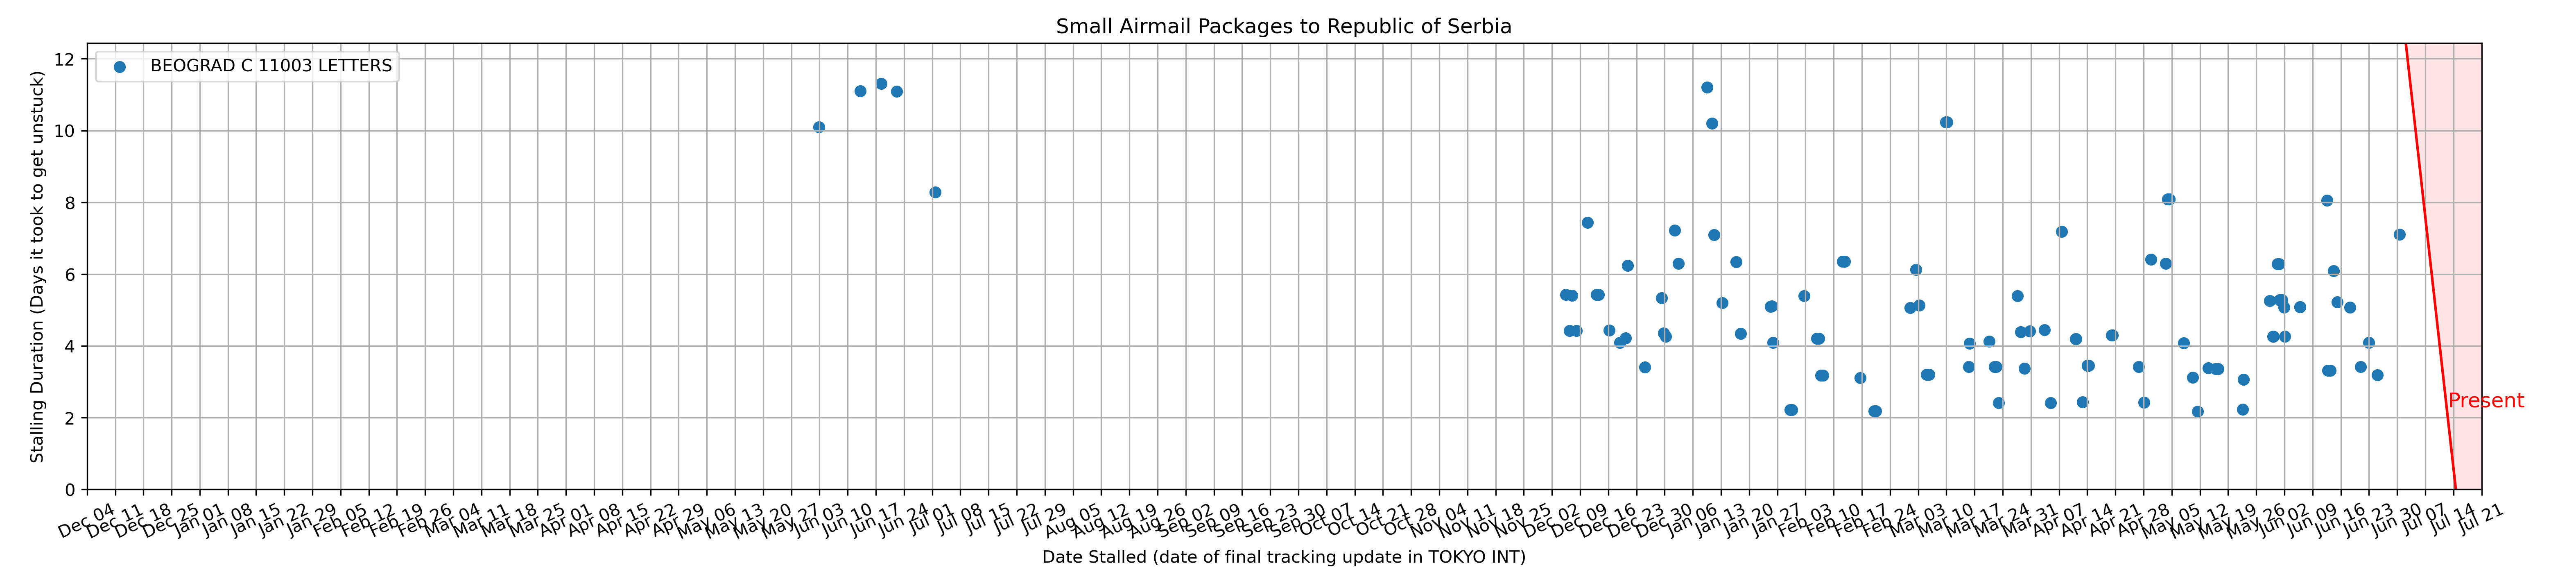 Small Airmail Packages to Republic of Serbia
BEOGRAD C 11003 LETTERS
Stalling Duration (Days it took to get unstuck)
12
10
8
6
4
2
0
Present
Dec 04 Dec 11 Dec 18 Dec 25 Jan 01 Jan 08 Jan 15 Jan 22 Jan 29 Feb 05 Feb 12 Feb 19 Feb 26 Mar 04 Mar 11 Mar 18 Mar 25 Apr 01 Apr 08 Apr 15 Apr 22 Apr 29 May 06 May 13 May 20 May 27 Jun 03 Jun 10 Jun 17 Jun 24 Jul 01 Jul 08 Jul 15 Jul 22 Jul 29 Aug 05 Aug 12 Aug 19 Aug 26 Sep 02 Sep 09 Sep 16 Sep 23 Sep 30 Oct 07 Oct 14 Oct 21 Oct 28 Nov 04 Nov 11 Nov 18 Nov 25 Dec 02 Dec 09 Dec 16 Dec 23 Dec 30 Jan 06 Jan 13 Jan 20 Jan 27 Feb 03 Feb 10 Feb 17 Feb 24 Mar 03 Mar 10 Mar 17 Mar 24 Mar 31 Apr 07 Apr 14 Apr 21 Apr 28 May 05 May 12 May 19 May 26 Jun 02 Jun 09 Jun 16 Jun 23 Jun 30 Jul 07 Jul 14 Jul 21
Date Stalled (date of final tracking update in TOKYO INT)